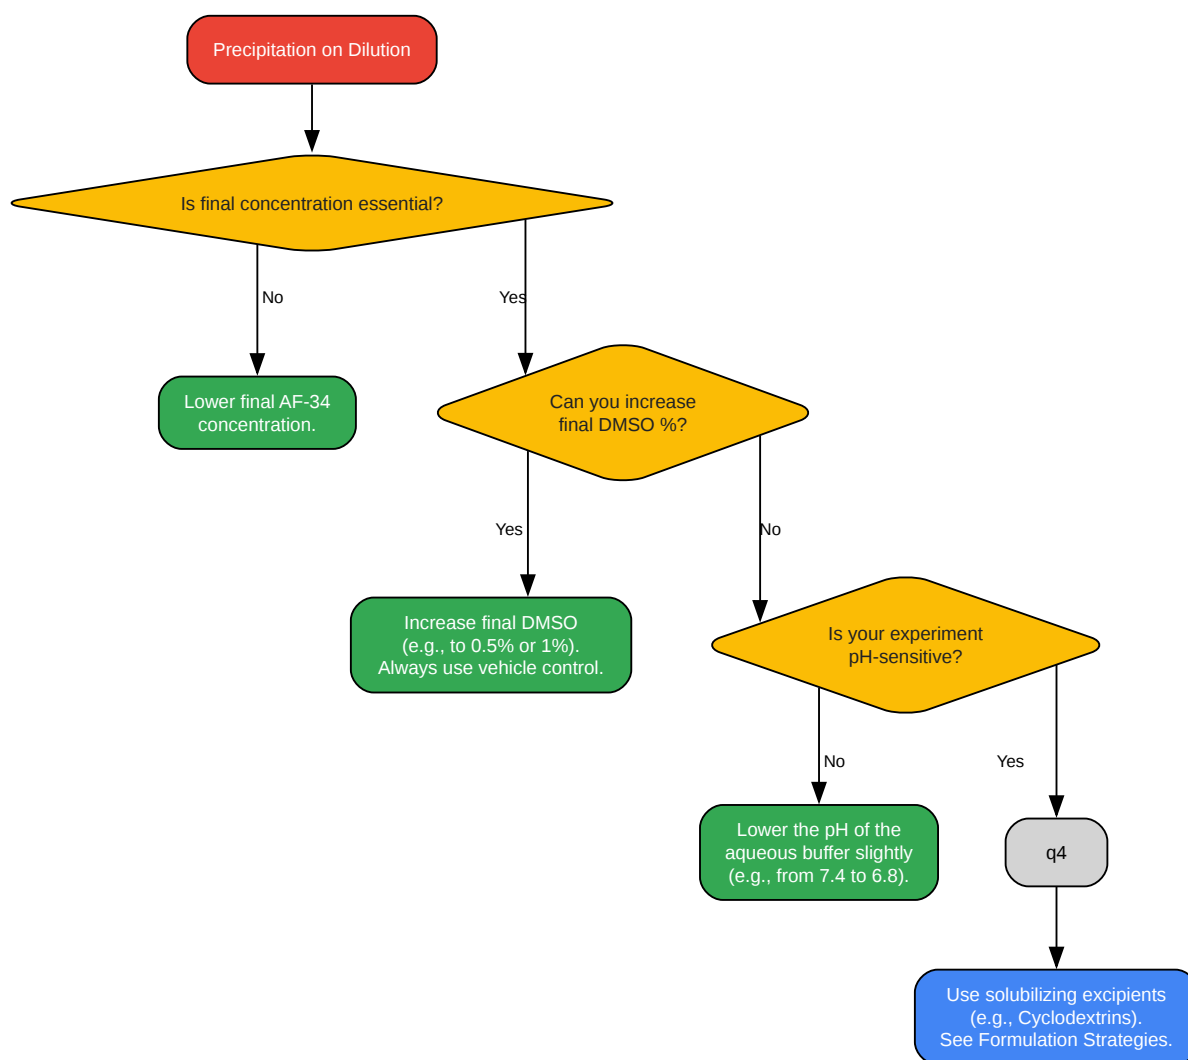 Precipitation on Dilution
Is final concentration essential?
No
Yes
Lower final AF-34
concentration.
Can you increase
final DMSO %?
Yes
No
Increase final DMSO
(e.g., to 0.5% or 1%).
Always use vehicle control.
Is your experiment
pH-sensitive?
No
Yes
Lower the pH of the
aqueous buffer slightly
(e.g., from 7.4 to 6.8).
q4
Use solubilizing excipients
(e.g., Cyclodextrins).
See Formulation Strategies.